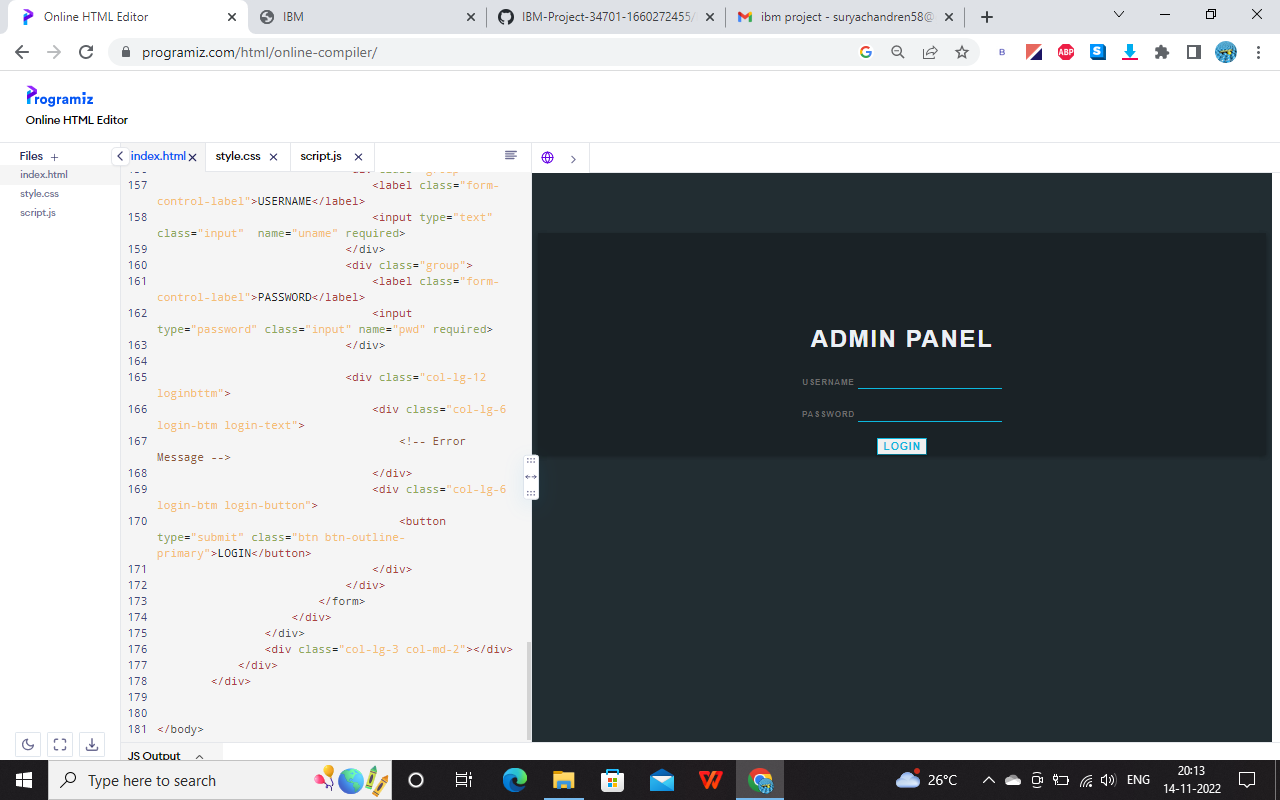 Online HTML Editor
IBM
IBM-Project-34701-1660272455/
ibm project - suryachandren58@
programiz.com/html/online-compiler/
B
ABP
S
Programiz
Online HTML Editor
Files +
index.html
style.css
script.js
index.html
style.css
script.js
157 <label class="form-
control-label">USERNAME</label>
158 <input type="text"
class="input"  name="uname" required>
159 </div>
160 <div class="group">
161 <label class="form-
control-label">PASSWORD</label>
162 <input
type="password" class="input" name="pwd" required>
163 </div>
164
165 <div class="col-lg-12
loginbttm">
166 <div class="col-lg-6
login-btm login-text">
167 <!-- Error
Message -->
168 </div>
169 <div class="col-lg-6
login-btm login-button">
170 <button
type="submit" class="btn btn-outline-
primary">LOGIN</button>
171 </div>
172 </div>
173 </form>
174 </div>
175 </div>
176 <div class="col-lg-3 col-md-2"></div>
177 </div>
178 </div>
179
180
181 </body>
JS Output
ADMIN PANEL
USERNAME
PASSWORD
LOGIN
Type here to search
26°C
ENG
20:13
14-11-2022